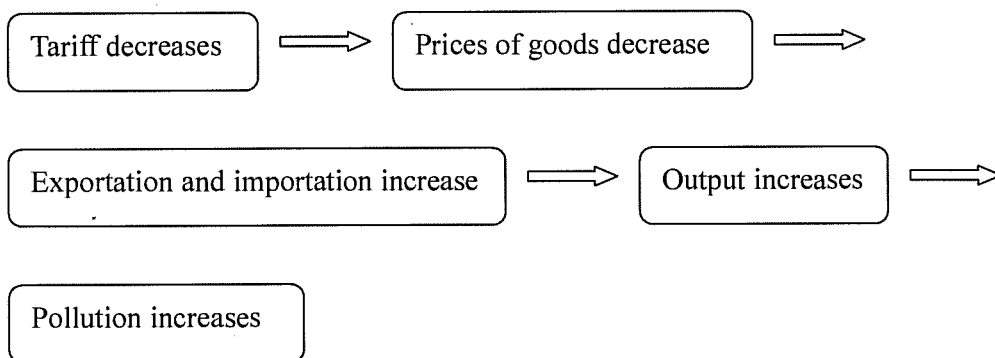 Tariff decreases
Prices of goods decrease
Exportation and importation increase
Output increases
Pollution increases